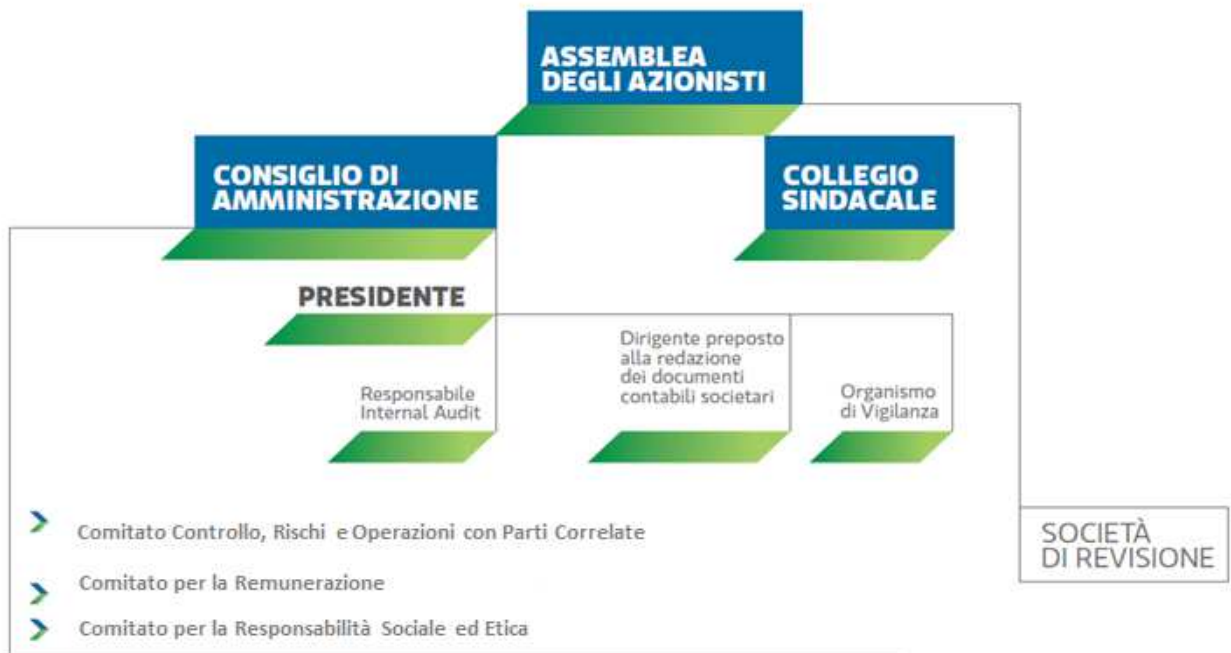 ASSEMBLEA
DEGLI AZIONISTI
CONSIGLIO DI
AMMINISTRAZIONE
COLLEGIO
SINDACALE
PRESIDENTE
Responsabile
Internal Audit
Dirigente preposto
alla redazione
dei documenti
contabili societari
Organismo
di Vigilanza
Comitato Controllo, Rischi e Operazioni con Parti Correlate
Comitato per la Remunerazione
Comitato per la Responsabilità Sociale ed Etica
SOCIETÀ
DI REVISIONE